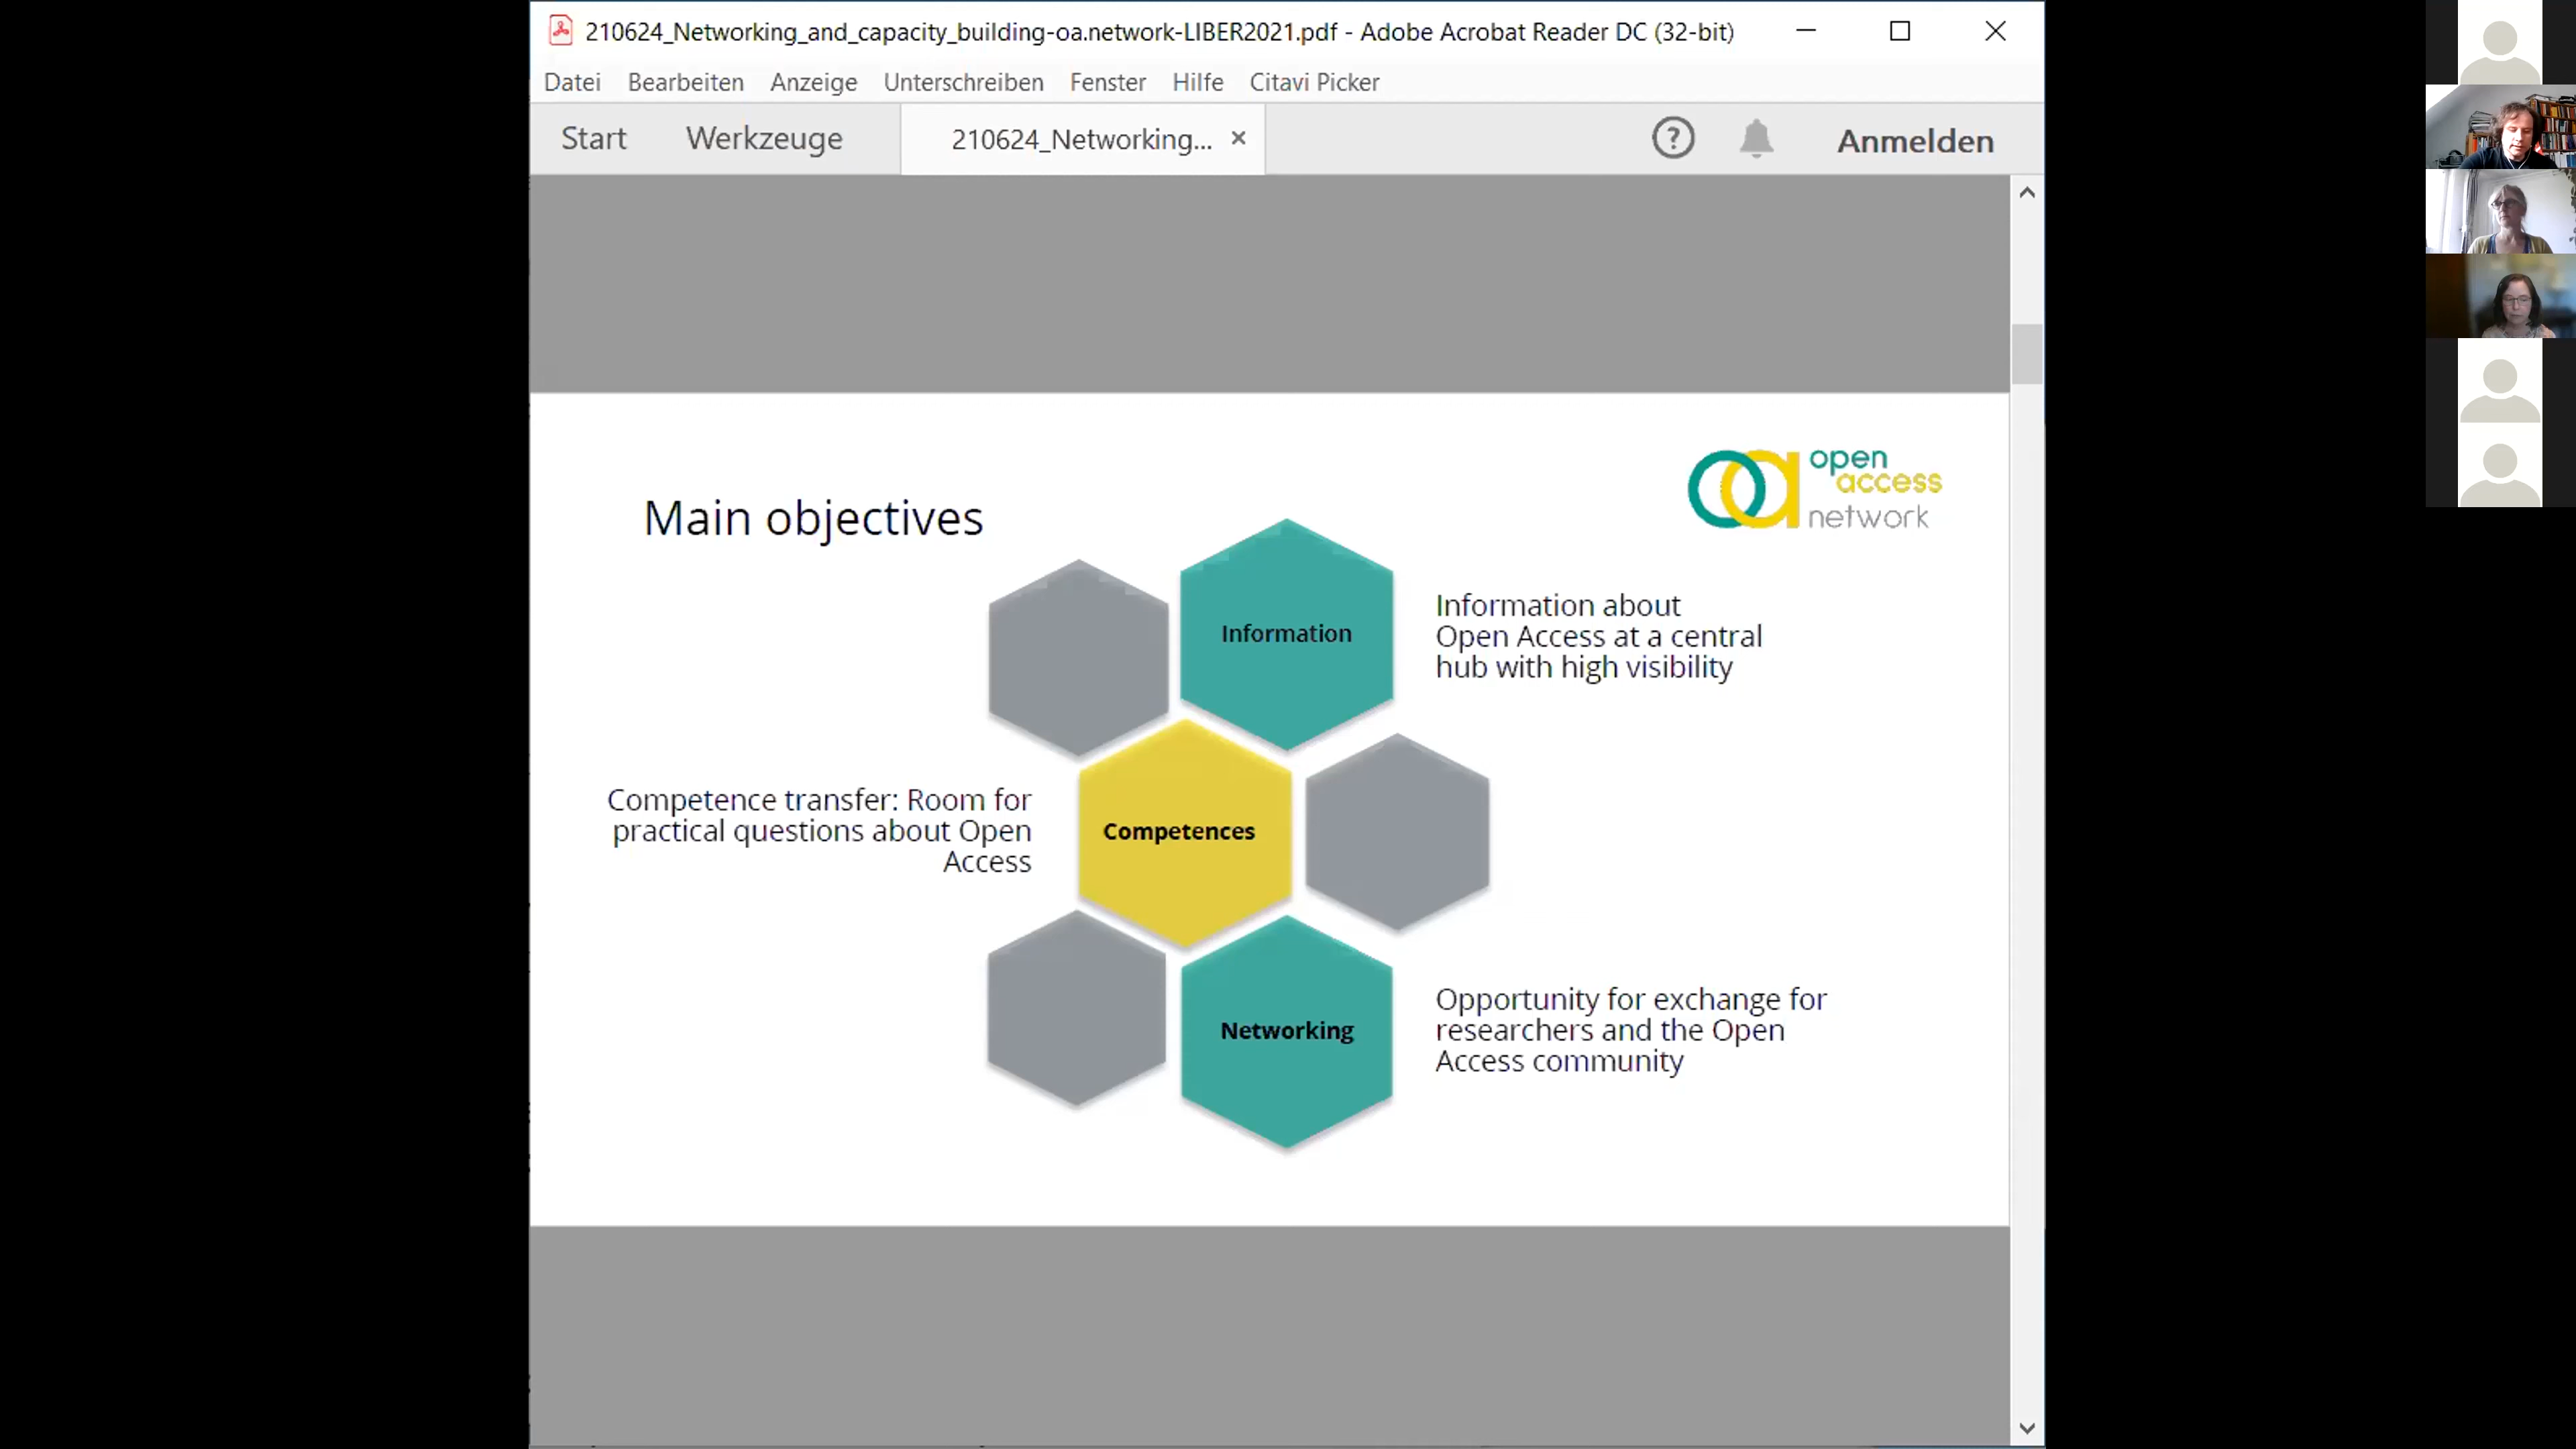 210624_Networking_and_capacity_building-oa.network-LIBER2021.pdf - Adobe Acrobat Reader DC (32-bit)
Datei Bearbeiten Anzeige Unterschreiben Fenster Hilfe Citavi Picker
Start Werkzeuge 210624_Networking... Anmelden
open
access
network
Main objectives
Information
Information about
Open Access at a central
hub with high visibility
Competence transfer: Room for
practical questions about Open
Access
Competences
Networking
Opportunity for exchange for
researchers and the Open
Access community